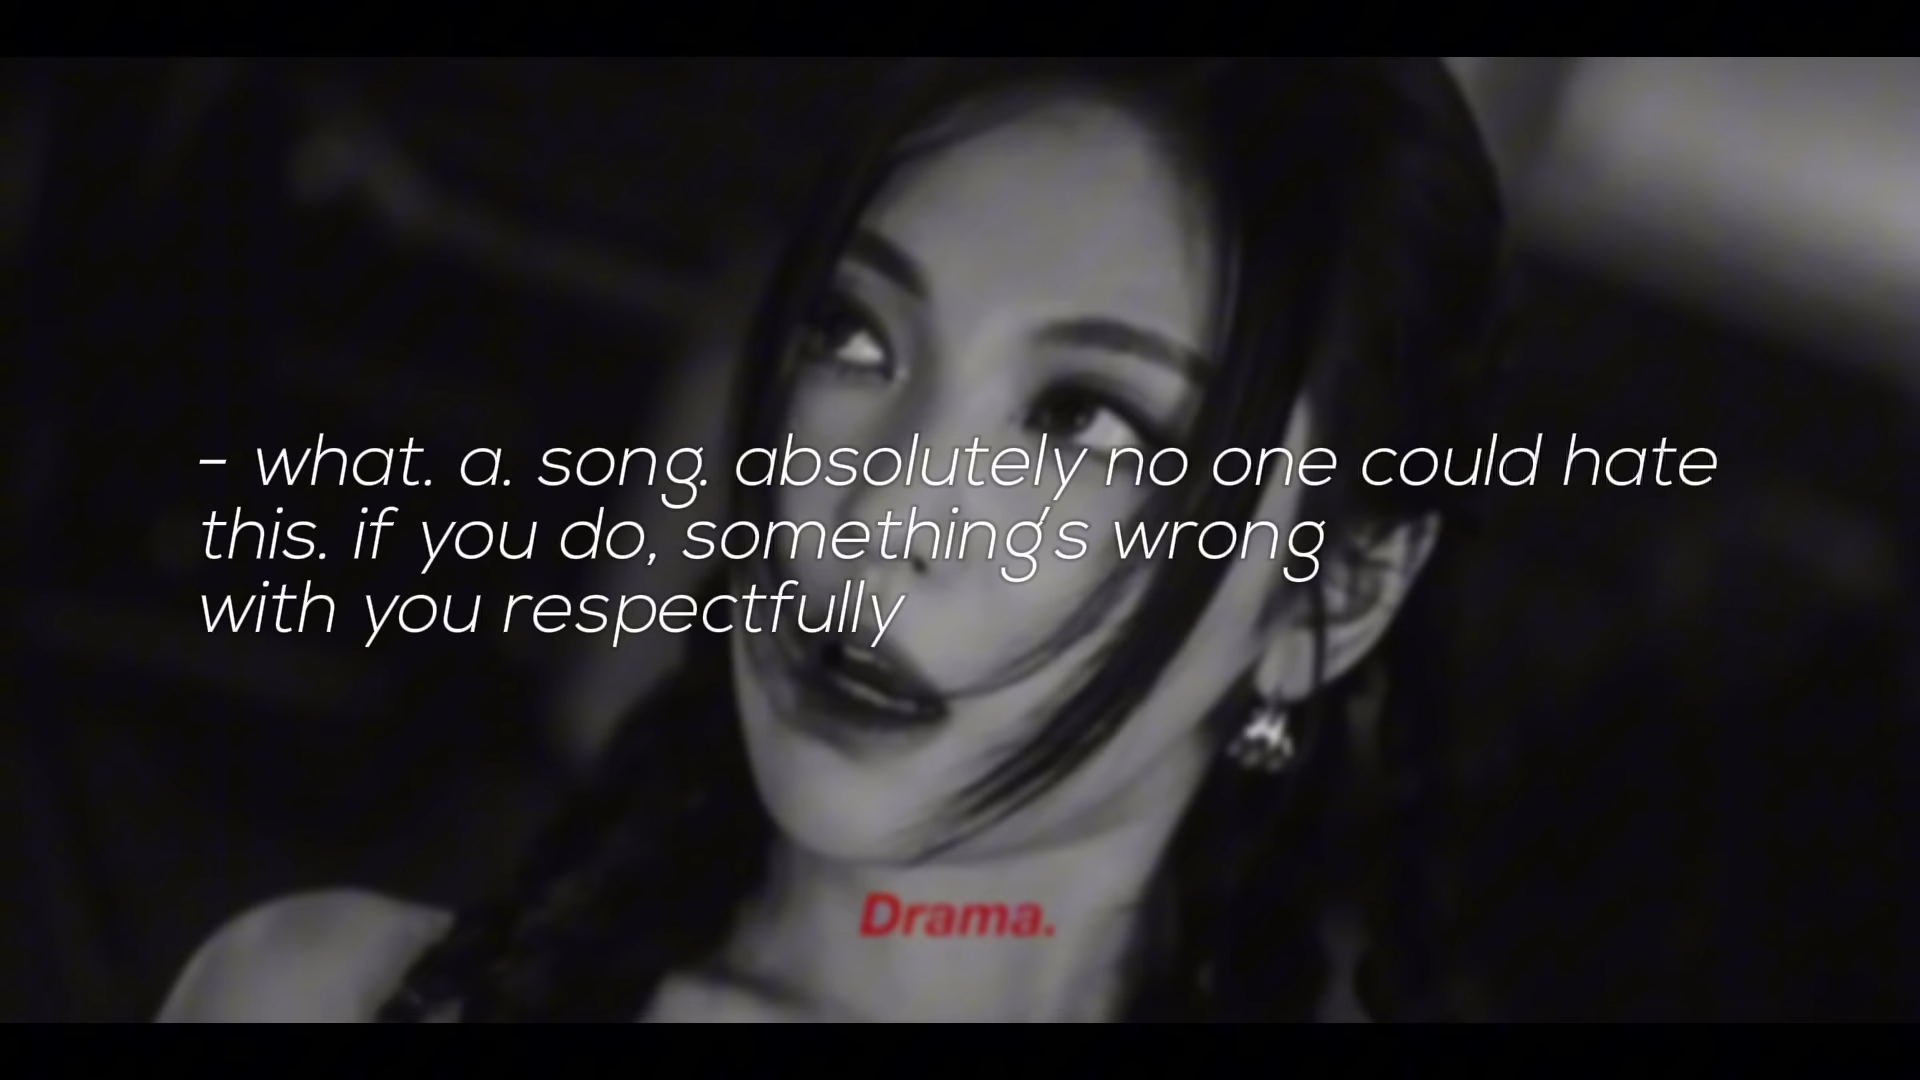 - what. a. song. absolutely no one could hate
this. if you do, something's wrong
with you respectfully
Drama.